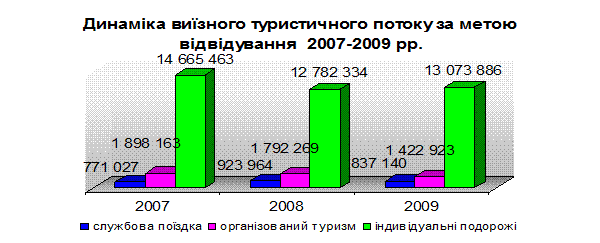 Динаміка виїзного туристичного потоку за метою
відвідування 2007-2009 рр.
14 665 463
12 782 334
13 073 886
1 898 163
1 792 269
1 422 923
771 027
923 964
837 140
2007
2008
2009
службова поїздка
організований туризм
індивідуальні подорожі